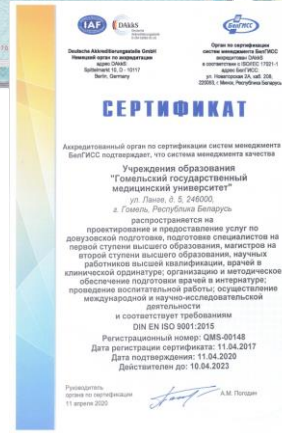 IAF
DAkkS
БелГИСС
Deutsche Akkreditierungsstelle GmbH
Немецкий орган по аккредитации
адрес DAkkS:
Spittelmarkt 10, D - 10117
Berlin, Germany
Орган по сертификации
систем менеджмента БелГИСС
аккредитован DAkkS
в соответствии с ISO/IEC 17021-1
адрес БелГИСС:
ул. Новаторская 2А, каб. 209,
220053, г. Минск, Республика Беларусь
СЕРТИФИКАТ
Аккредитованный орган по сертификации систем менеджмента
БелГИСС подтверждает, что система менеджмента качества
Учреждения образования
"Гомельский государственный
медицинский университет"
ул. Ланге, д. 5, 246000,
г. Гомель, Республика Беларусь
распространяется на
проектирование и предоставление услуг по
довузовской подготовке, подготовке специалистов на
первой ступени высшего образования, магистров на
второй ступени высшего образования, научных
работников высшей квалификации, врачей в
клинической ординатуре; организацию и методическое
обеспечение подготовки врачей в интернатуре;
проведение воспитательной работы; осуществление
международной и научно-исследовательской
деятельности
и соответствует требованиям
DIN EN ISO 9001:2015
Регистрационный номер: QMS-00148
Дата регистрации сертификата: 11.04.2017
Дата подтверждения: 11.04.2020
Действителен до: 10.04.2023
Руководитель
органа по сертификации
11 апреля 2020